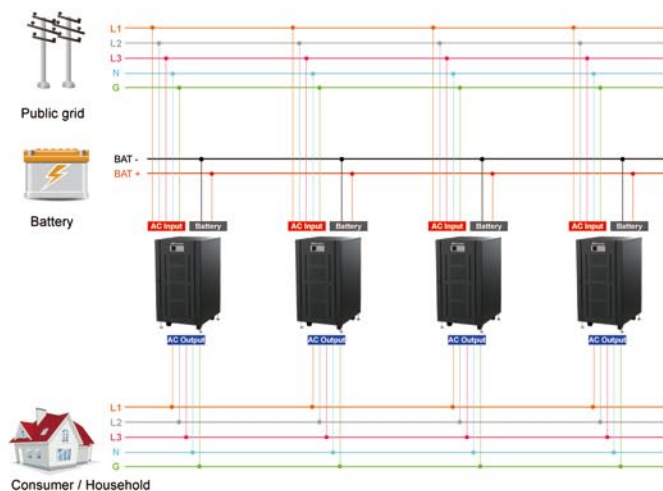 L1
L2
L3
N
G
Public grid
BAT -
BAT +
Battery
AC Input Battery AC Input Battery AC Input Battery AC Input Battery
AC Output AC Output AC Output AC Output
L1
L2
L3
N
G
Consumer / Household